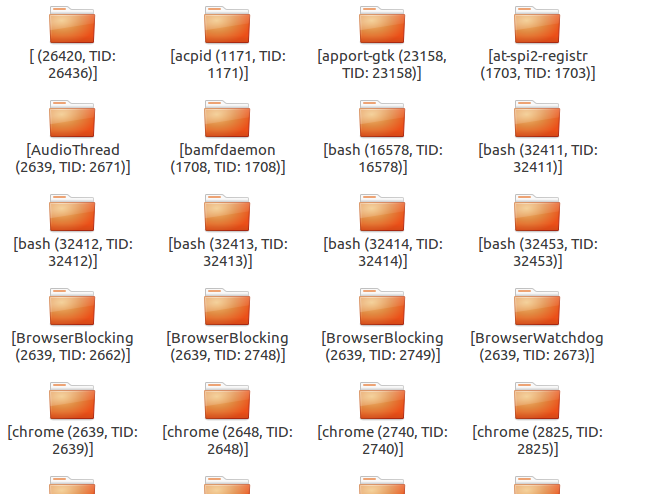 [ (26420, TID:
26436)]
[acpid (1171, TID:
1171)]
[apport-gtk (23158,
TID: 23158)]
[at-spi2-registr
(1703, TID: 1703)]
[AudioThread
(2639, TID: 2671)]
[bamfdaemon
(1708, TID: 1708)]
[bash (16578, TID:
16578)]
[bash (32411, TID:
32411)]
[bash (32412, TID:
32412)]
[bash (32413, TID:
32413)]
[bash (32414, TID:
32414)]
[bash (32453, TID:
32453)]
[BrowserBlocking
(2639, TID: 2662)]
[BrowserBlocking
(2639, TID: 2748)]
[BrowserBlocking
(2639, TID: 2749)]
[BrowserWatchdog
(2639, TID: 2673)]
[chrome (2639, TID:
2639)]
[chrome (2648, TID:
2648)]
[chrome (2740, TID:
2740)]
[chrome (2825, TID:
2825)]